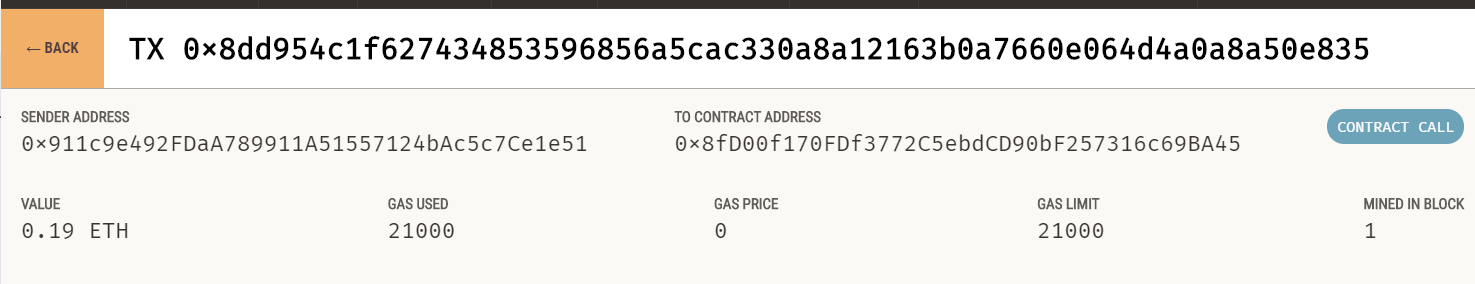 ← BACK
TX 0×8dd954c1f627434853596856a5cac330a8a12163b0a7660e064d4a0a8a50e835
SENDER ADDRESS
0×911c9e492FDaA789911A51557124bAc5c7Ce1e51
TO CONTRACT ADDRESS
0×8fD00f170FDf3772C5ebdCD90bF257316c69BA45
CONTRACT CALL
VALUE
0.19 ETH
GAS USED
21000
GAS PRICE
0
GAS LIMIT
21000
MINED IN BLOCK
1